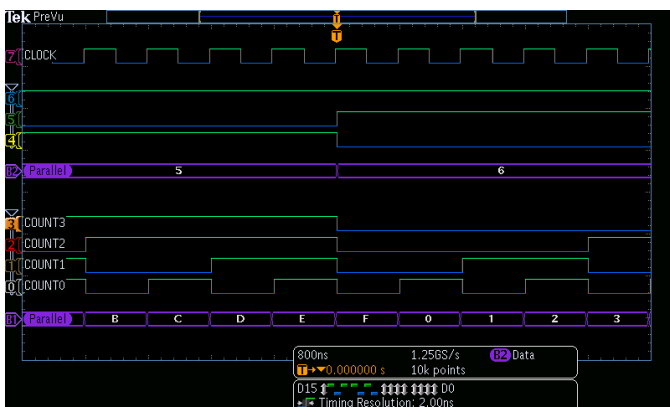 Tek PreVu
T
T
7 CLOCK
6
5
4
B2 Parallel 5 6
3 COUNT3
2 COUNT2
1 COUNT1
0 COUNT0
B1 Parallel B C D E F 0 1 2 3
800ns 1.25GS/s B2 Data
T→▼0.000000 s 10k points
D15 D0
Timing Resolution: 2.00ns